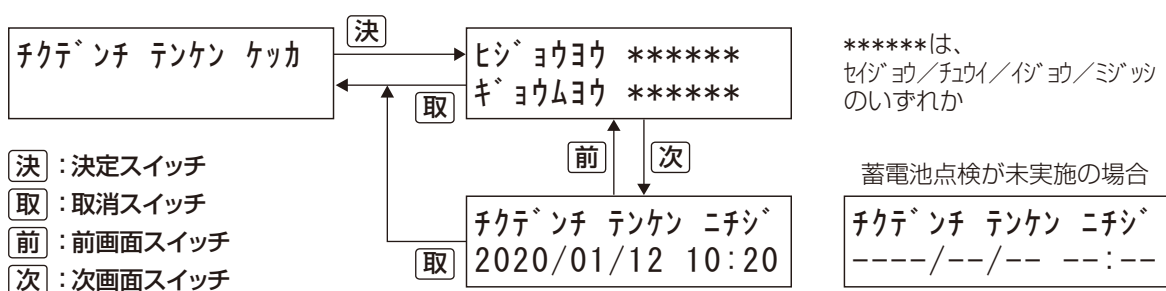 チクデンチ テンケン ケッカ
決
取
ヒジョウヨウ ******
ギョウムヨウ ******
******は、
セイジョウ／チュウイ／イジョウ／ミジッシ
のいずれか
決：決定スイッチ
取：取消スイッチ
前：前画面スイッチ
次：次画面スイッチ
前
次
取
チクデンチ テンケン ニチジ
2020/01/12 10:20
蓄電池点検が未実施の場合
チクデンチ テンケン ニチジ
----/--/-- --:--